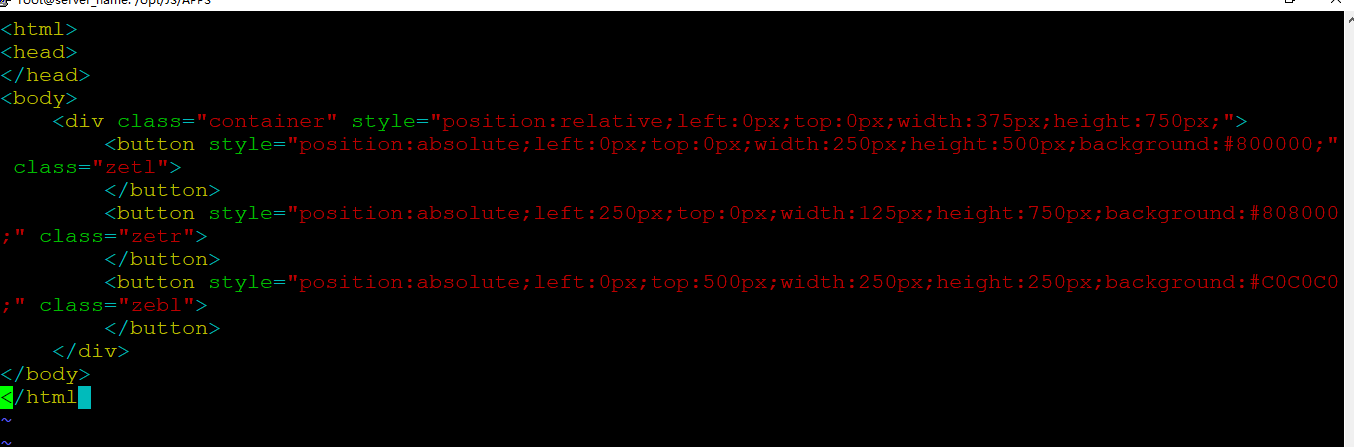 root@server_name: /opt/JS/APPS
<html>
<head>
</head>
<body>
    <div class="container" style="position:relative;left:0px;top:0px;width:375px;height:750px;">
        <button style="position:absolute;left:0px;top:0px;width:250px;height:500px;background:#800000;"
 class="zetl">
        </button>
        <button style="position:absolute;left:250px;top:0px;width:125px;height:750px;background:#808000
;" class="zetr">
        </button>
        <button style="position:absolute;left:0px;top:500px;width:250px;height:250px;background:#C0C0C0
;" class="zebl">
        </button>
    </div>
</body>
</html
~
~